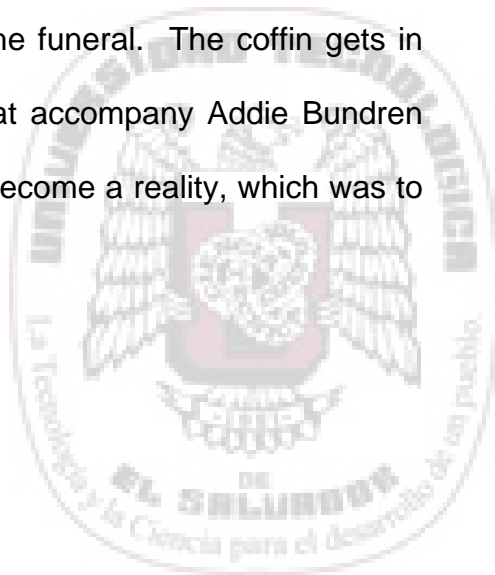 ne funeral. The coffin gets in
at accompany Addie Bundren
ecome a reality, which was to
UNIVERSIDAD TECNOLOGICA
DE
EL SALVADOR
La Tecnología y la Ciencia para el desarrollo de un pueblo.